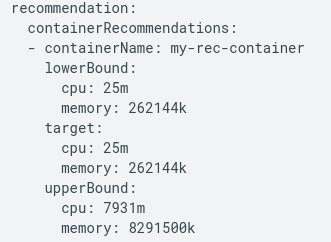 recommendation:
containerRecommendations:
- containerName: my-rec-container
lowerBound:
cpu: 25m
memory: 262144k
target:
cpu: 25m
memory: 262144k
upperBound:
cpu: 7931m
memory: 8291500k